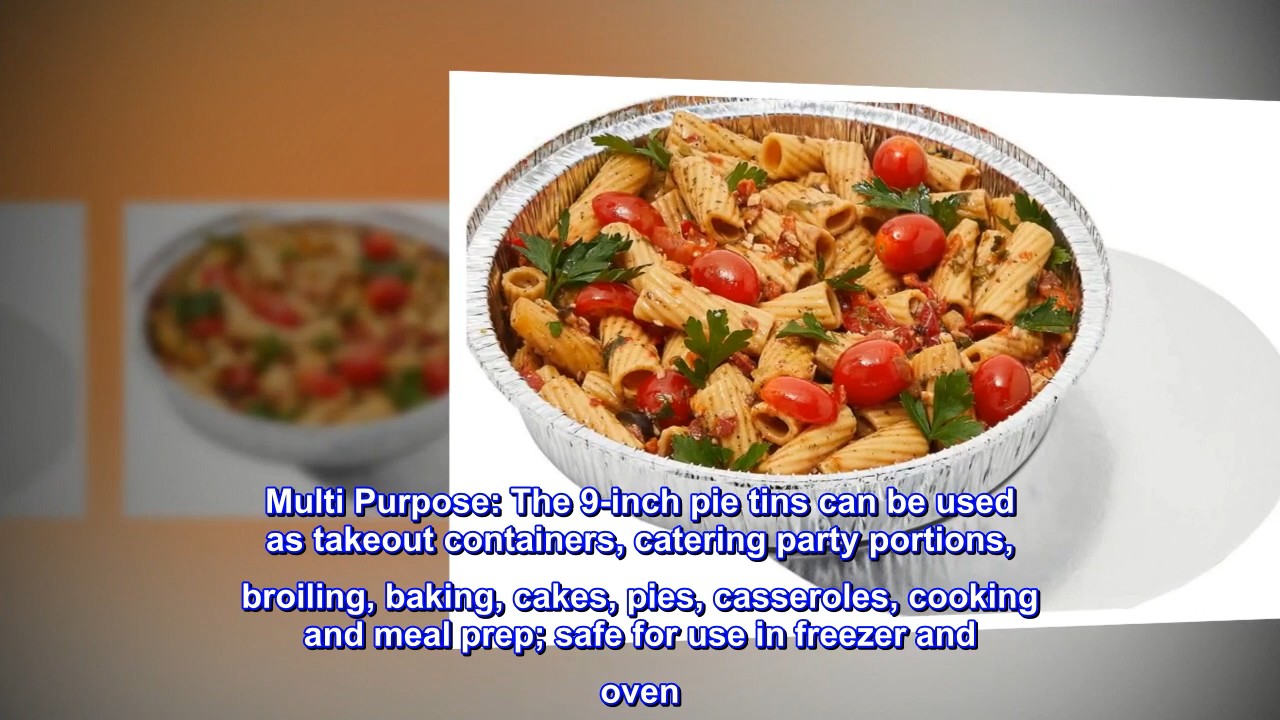 Multi Purpose: The 9-inch pie tins can be used
as takeout containers, catering party portions,
broiling, baking, cakes, pies, casseroles, cooking
and meal prep; safe for use in freezer and
oven